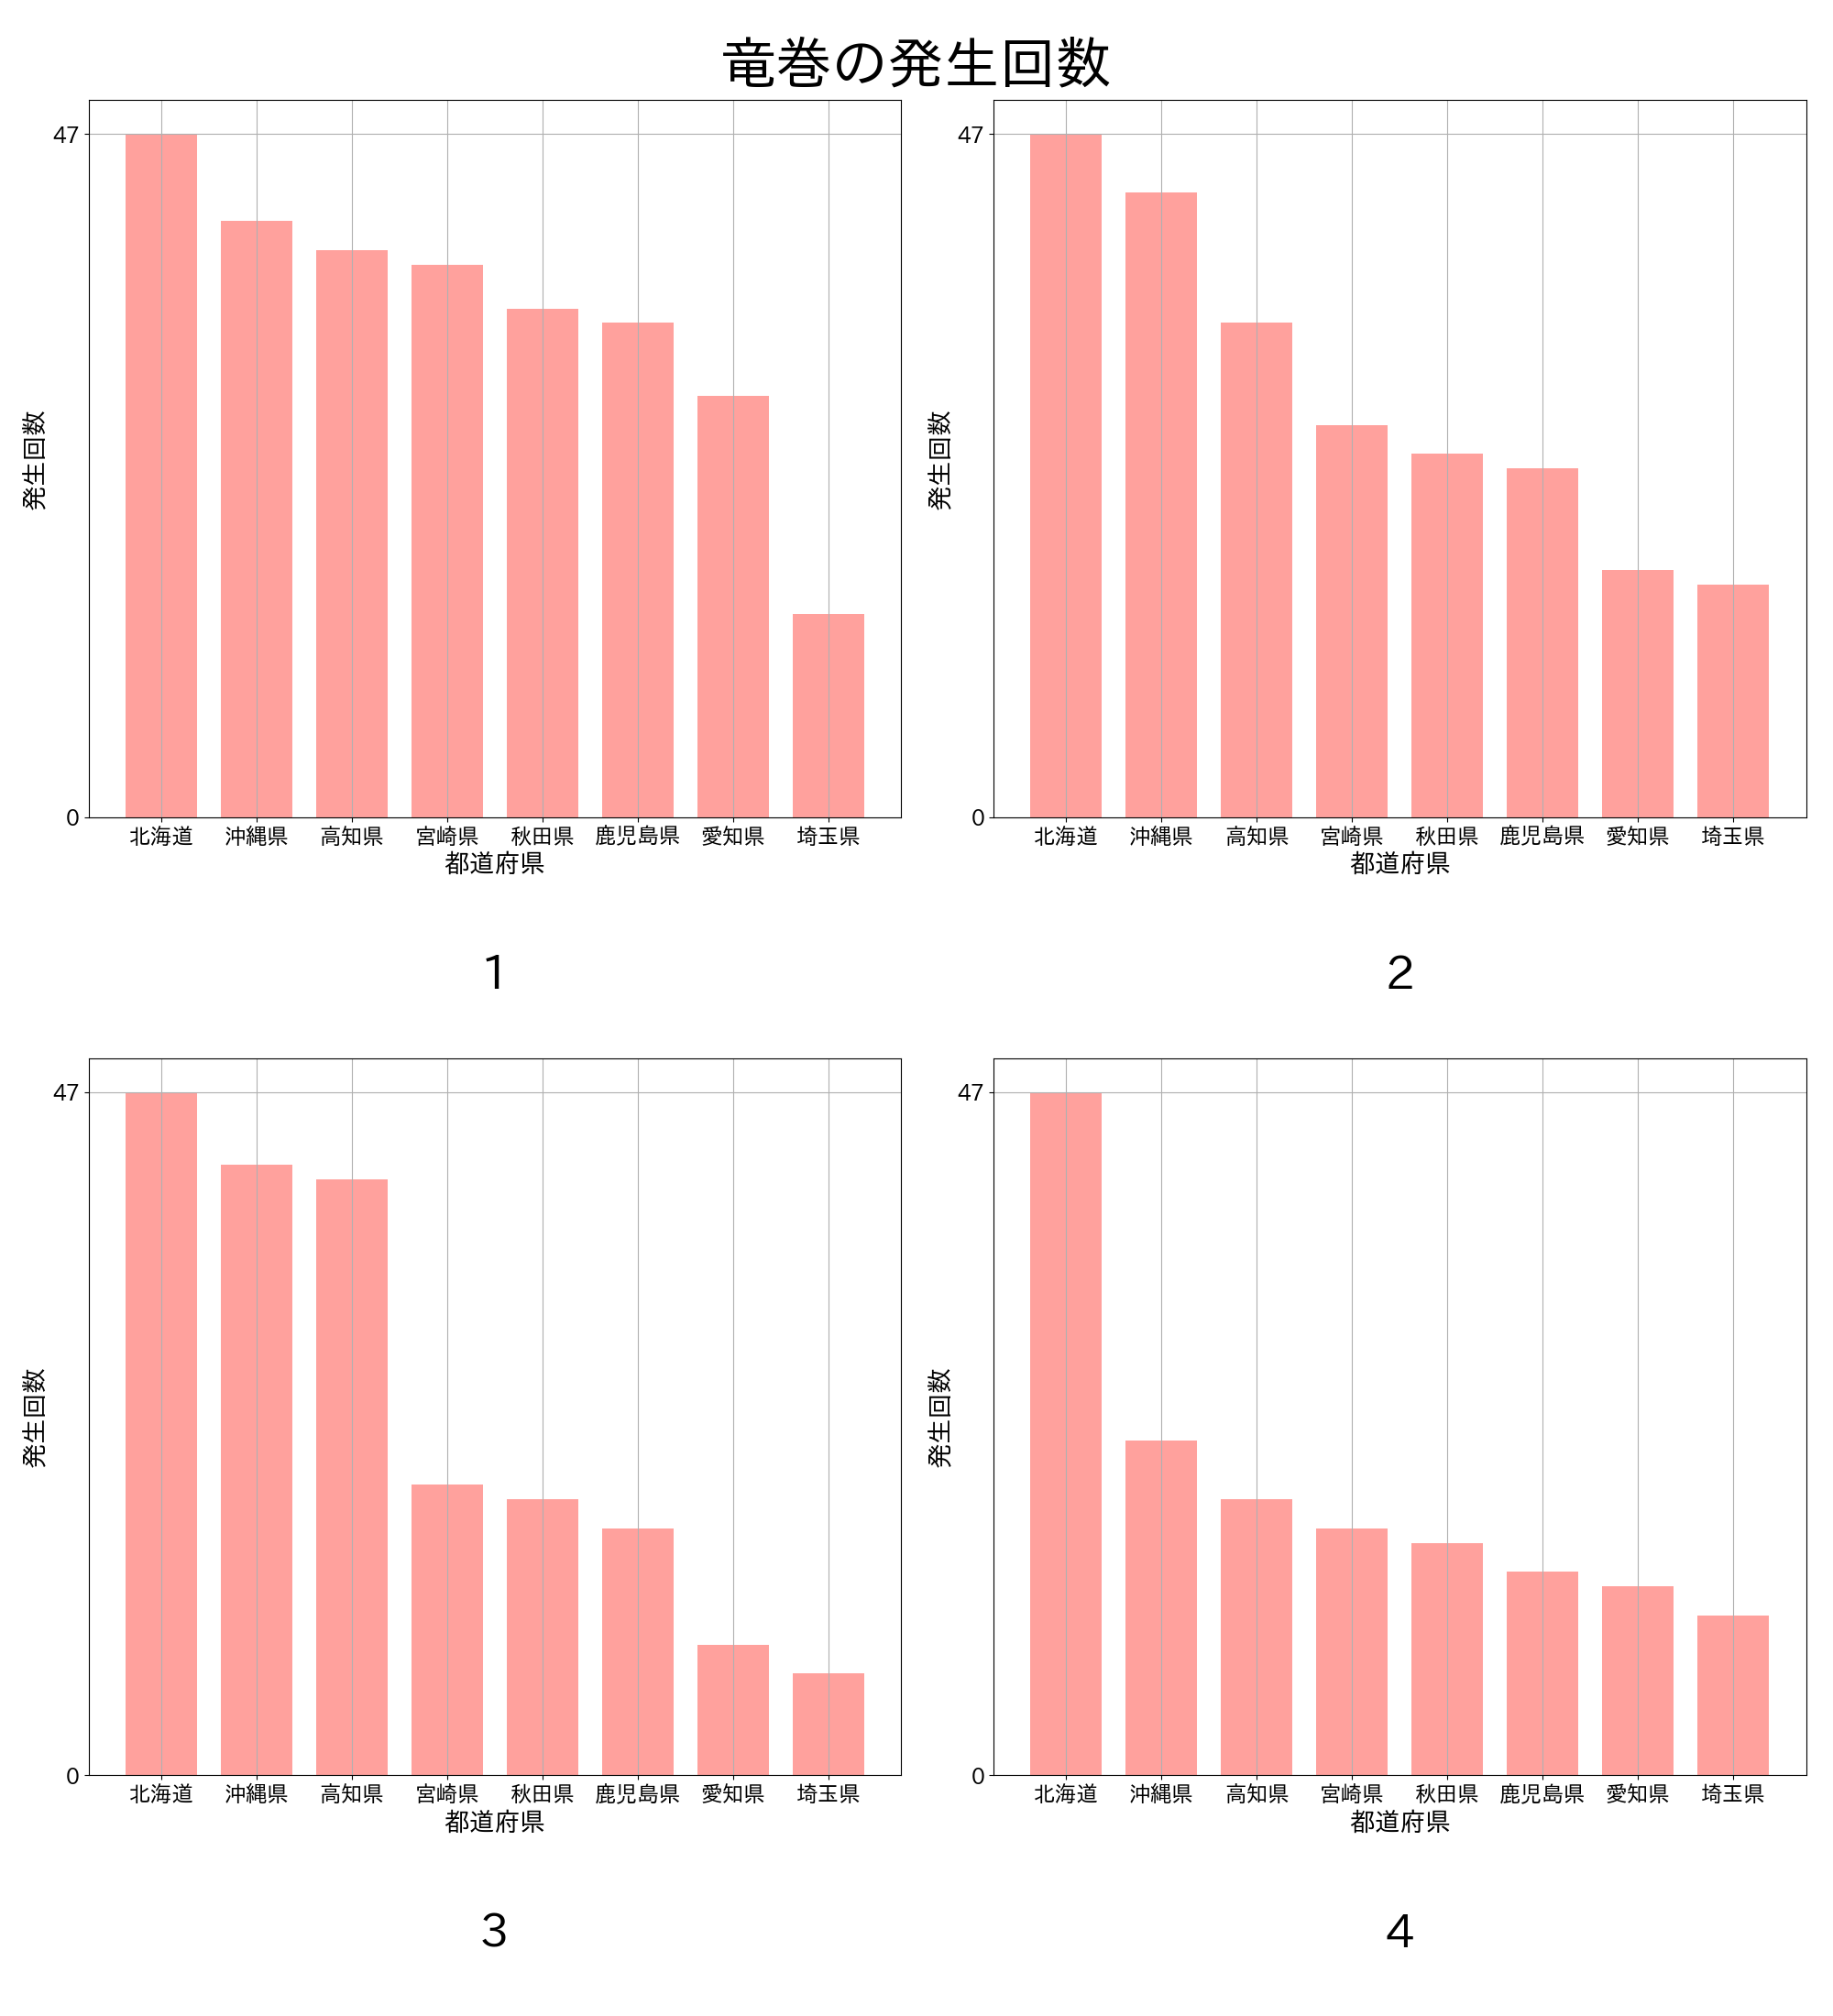 竜巻の発生回数
47
0
発生回数
北海道 沖縄県 高知県 宮崎県 秋田県 鹿児島県 愛知県 埼玉県
都道府県
1
47
0
発生回数
北海道 沖縄県 高知県 宮崎県 秋田県 鹿児島県 愛知県 埼玉県
都道府県
2
47
0
発生回数
北海道 沖縄県 高知県 宮崎県 秋田県 鹿児島県 愛知県 埼玉県
都道府県
3
47
0
発生回数
北海道 沖縄県 高知県 宮崎県 秋田県 鹿児島県 愛知県 埼玉県
都道府県
4